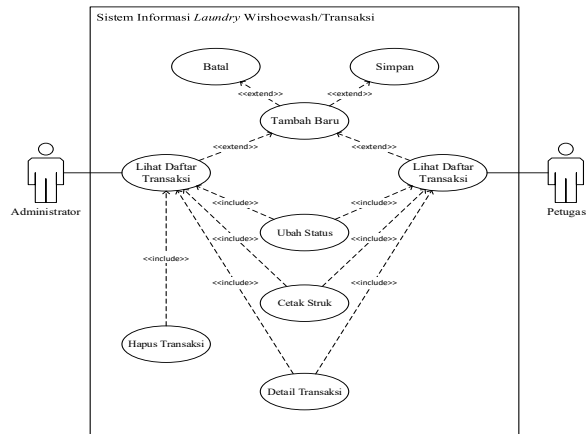 Sistem Informasi Laundry Wirshoewash/Transaksi
Batal
Simpan
<<extend>>
<<extend>>
Tambah Baru
<<extend>>
<<extend>>
Lihat Daftar
Transaksi
Lihat Daftar
Transaksi
Administrator
Petugas
<<include>>
<<include>>
Ubah Status
<<include>>
<<include>>
<<include>>
<<include>>
<<include>>
Cetak Struk
Hapus Transaksi
Detail Transaksi